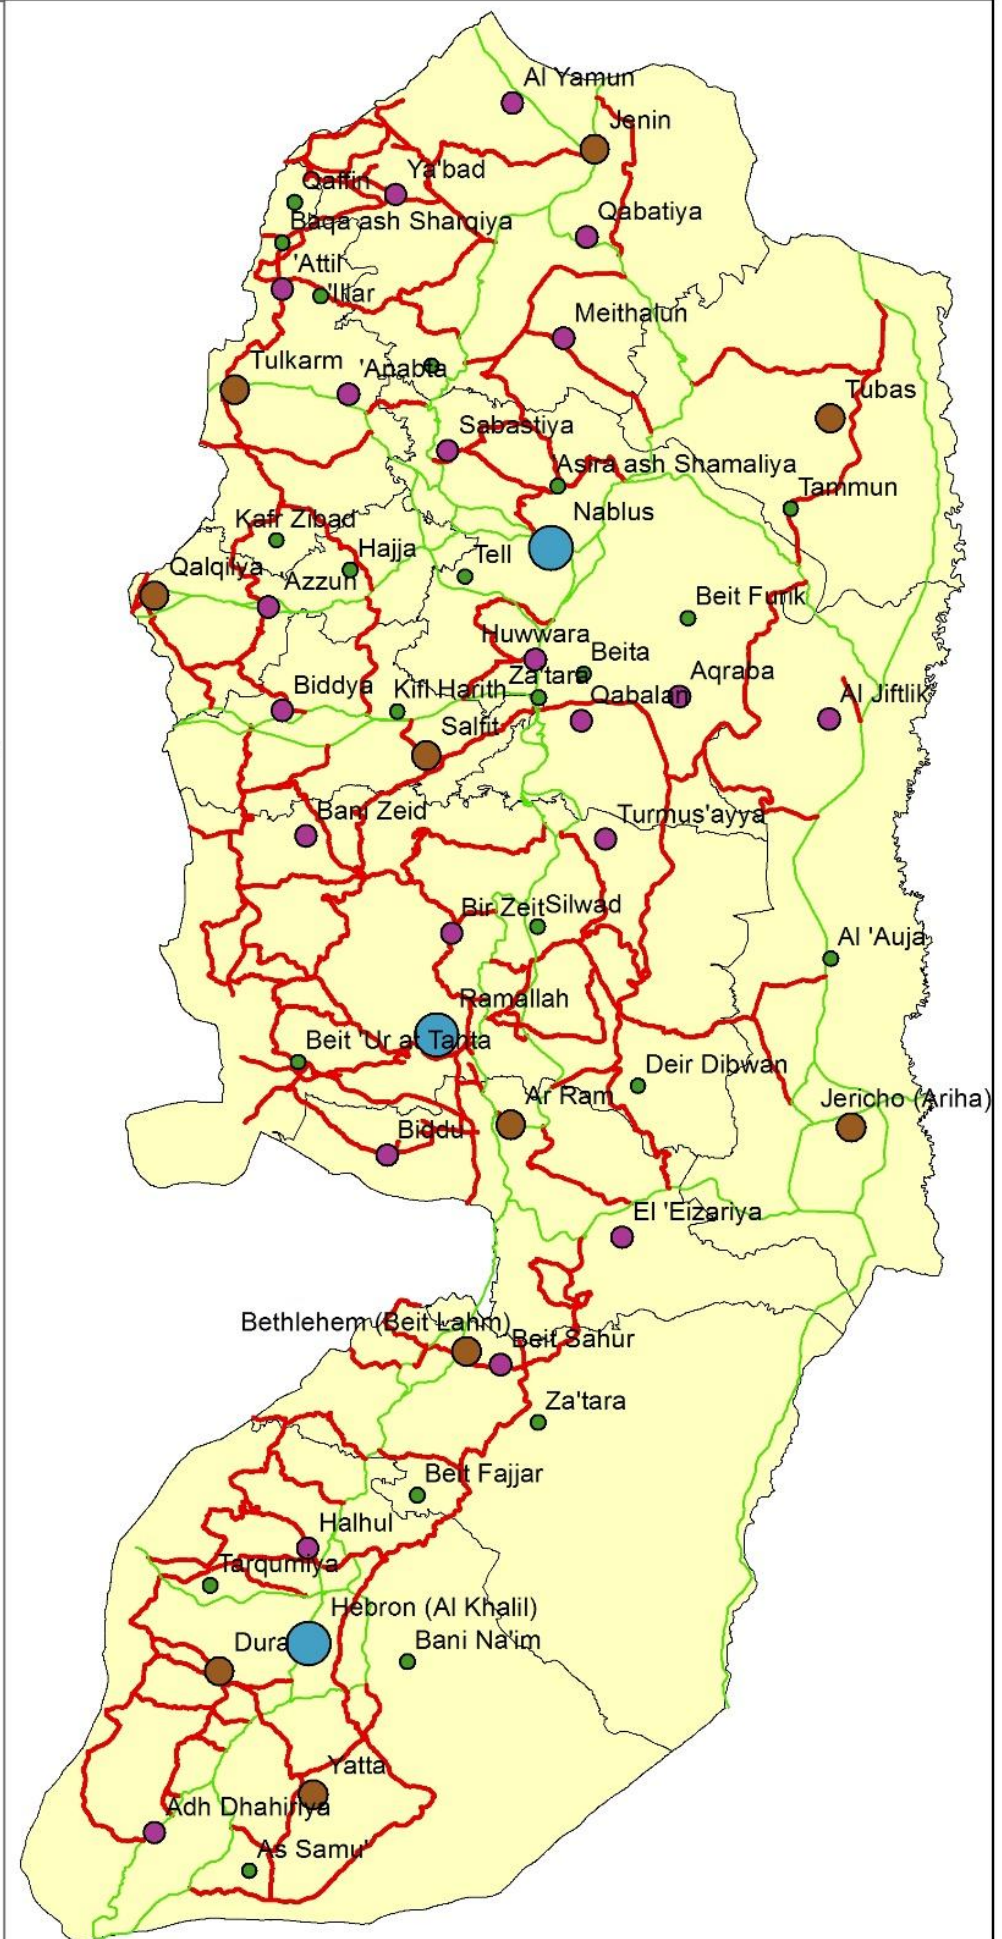 Al Yamun
Jenin
Ya'bad
Qaffin
Qabatiya
Baqa ash Sharqiya
'Attil
'Illar
Meithalun
Tulkarm
'Anabta
Tubas
Sabastiya
'Asira ash Shamaliya
Tammun
Nablus
Kafr Zibad
Hajja
Tell
Qalqilya
'Azzun
Beit Furik
Huwwara
Beita
Za'tara
Aqraba
Biddya
Kifl Harith
Qabalan
Al Jiftlik
Salfit
Bani Zeid
Turmus'ayya
Bir Zeit
Silwad
Al 'Auja
Ramallah
Beit 'Ur at Tahta
Deir Dibwan
Ar Ram
Jericho (Ariha)
Biddu
El 'Eizariya
Bethlehem (Beit Lahm)
Beit Sahur
Za'tara
Beit Fajjar
Halhul
Tarqumiya
Hebron (Al Khalil)
Dura
Bani Na'im
Yatta
Adh Dhahiriya
As Samu'